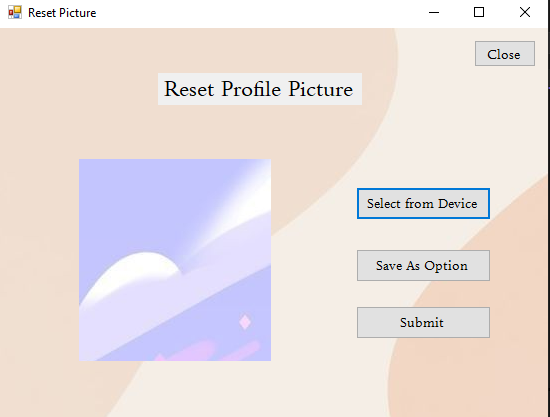 Reset Picture
Close
Reset Profile Picture
Select from Device
Save As Option
Submit